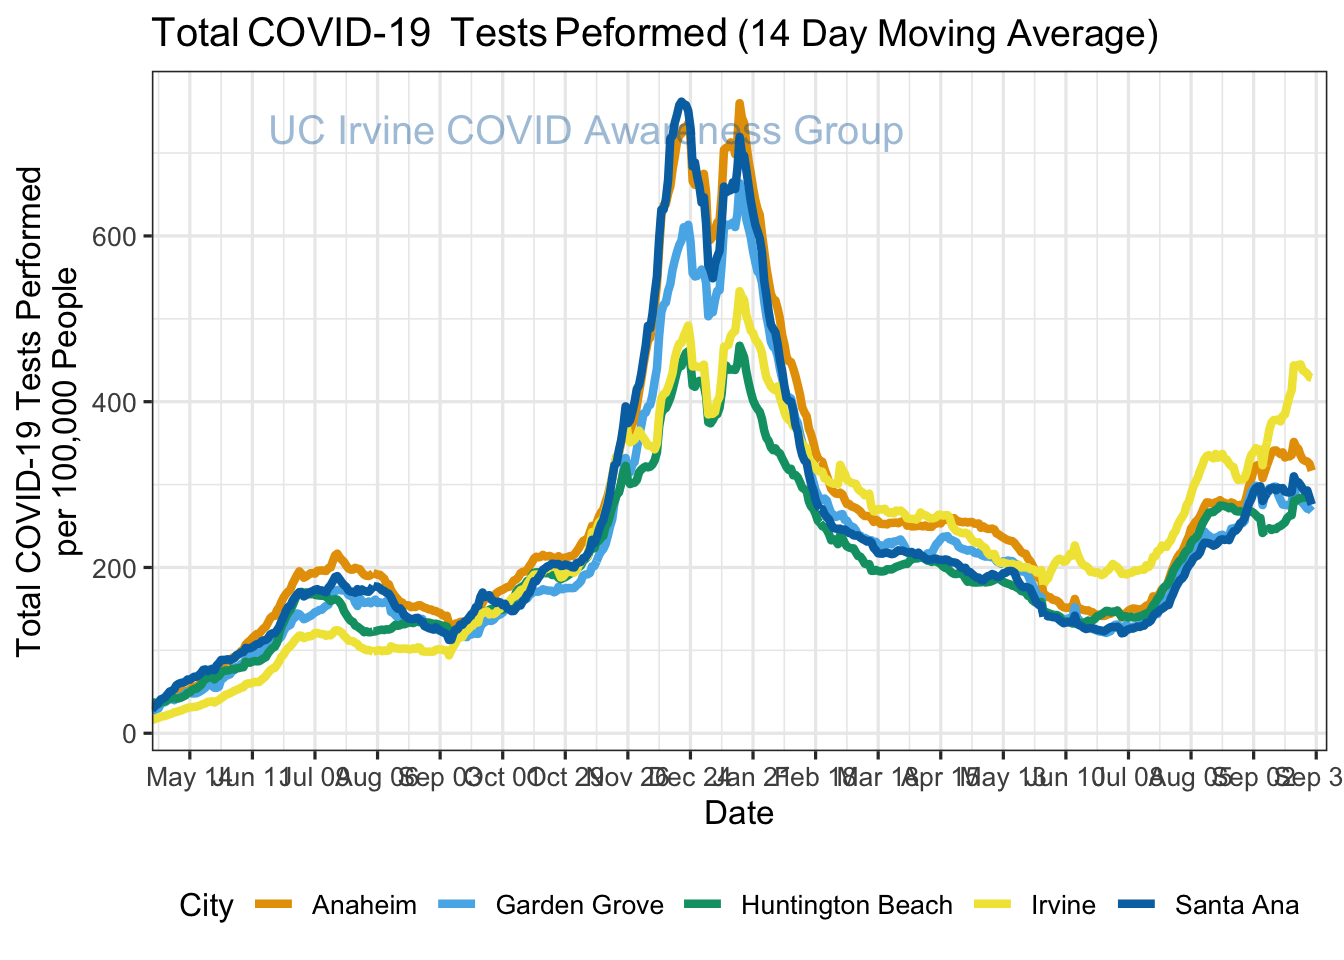 Total COVID-19 Tests Peformed (14 Day Moving Average)
UC Irvine COVID Awareness Group
Total COVID-19 Tests Performed
per 100,000 People
600
400
200
0
May 14 Jun 11 Jul 09 Aug 06 Sep 03 Oct 01 Oct 29 Nov 26 Dec 24 Jan 21 Feb 18 Mar 18 Apr 15 May 13 Jun 10 Jul 08 Aug 05 Sep 02 Sep 3
Date
City Anaheim Garden Grove Huntington Beach Irvine Santa Ana